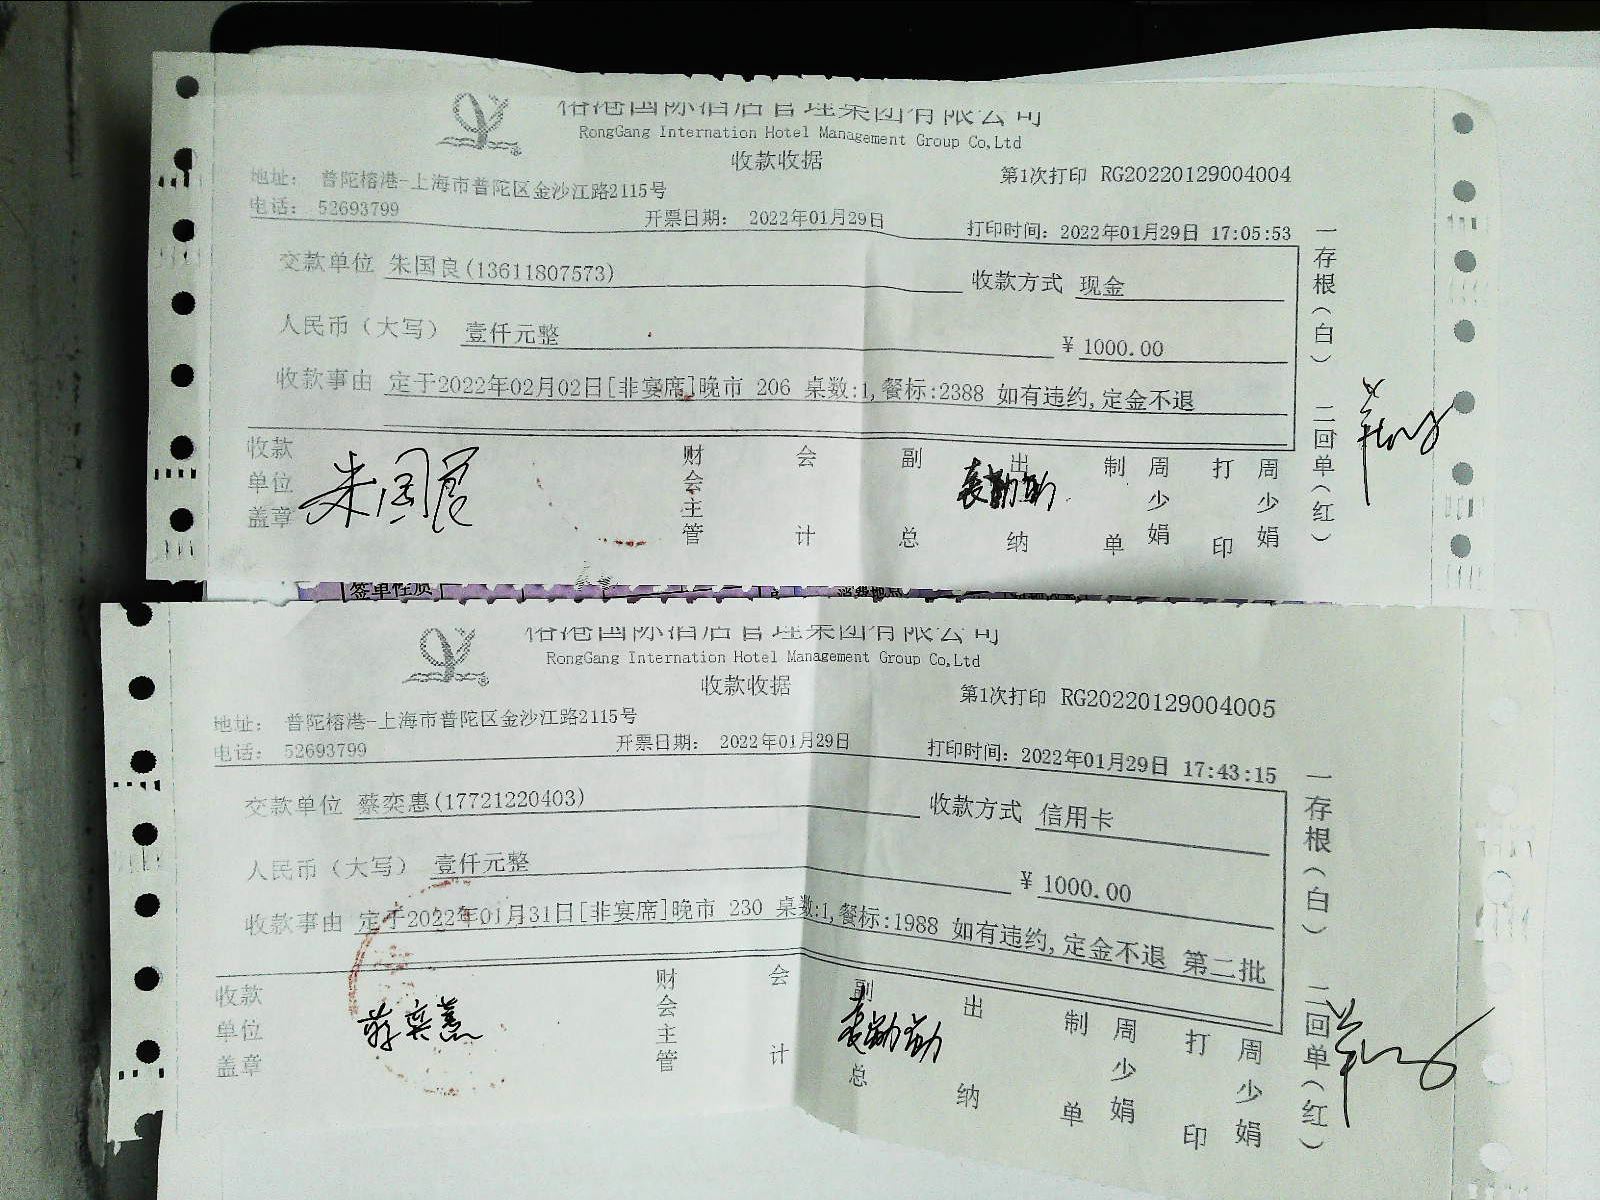 榕港国际酒店管理集团有限公司
RongGang Internation Hotel Management Group Co,Ltd
收款收据
第1次打印 RG20220129004004
地址： 普陀榕港-上海市普陀区金沙江路2115号
电话： 52693799
开票日期： 2022年01月29日
打印时间：2022年01月29日 17:05:53
交款单位 朱国良(13611807573)
收款方式 现金
人民币（大写） 壹仟元整
￥1000.00
收款事由 定于2022年02月02日[非宴席]晚市 206 桌数:1,餐标:2388 如有违约,定金不退
收款单位盖章
朱国良
财会主管
会计
副总
出纳
制单
周少娟
打印
周少娟
一存根（白） 二回单（红）
签单性质
榕港国际酒店管理集团有限公司
RongGang Internation Hotel Management Group Co,Ltd
收款收据
第1次打印 RG20220129004005
地址： 普陀榕港-上海市普陀区金沙江路2115号
电话： 52693799
开票日期： 2022年01月29日
打印时间：2022年01月29日 17:43:15
交款单位 蔡奕惠(17721220403)
收款方式 信用卡
人民币（大写） 壹仟元整
￥1000.00
收款事由 定于2022年01月31日[非宴席]晚市 230 桌数:1,餐标:1988 如有违约,定金不退 第二批
收款单位盖章
财会主管
会计
副总
出纳
制单
周少娟
打印
周少娟
一存根（白） 二回单（红）